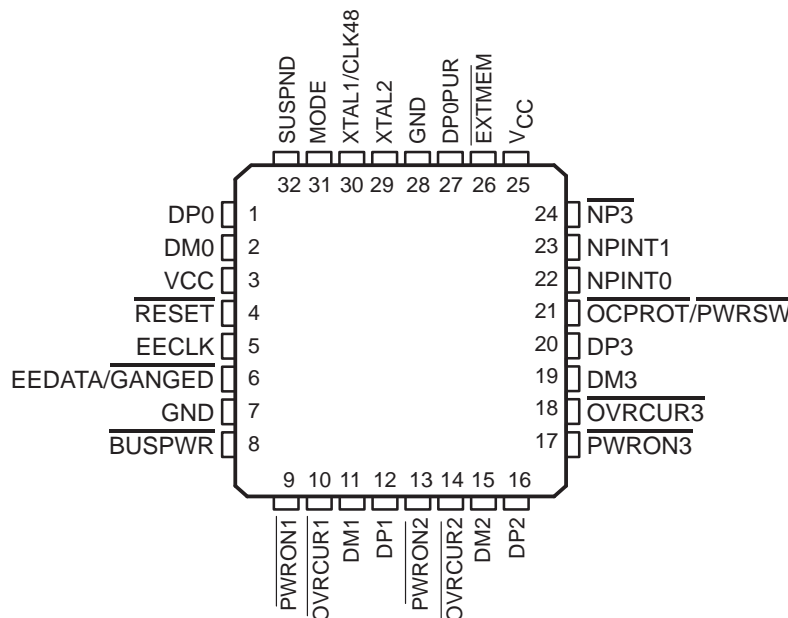 SUSPND
MODE
XTAL1/CLK48
XTAL2
GND
DP0PUR
EXTMEM
VCC
32 31 30 29 28 27 26 25
DP0 1
DM0 2
VCC 3
RESET 4
EECLK 5
EEDATA/GANGED 6
GND 7
BUSPWR 8
24 NP3
23 NPINT1
22 NPINT0
21 OCPROT/PWRSW
20 DP3
19 DM3
18 OVRCUR3
17 PWRON3
9 10 11 12 13 14 15 16
PWRON1
OVRCUR1
DM1
DP1
PWRON2
OVRCUR2
DM2
DP2